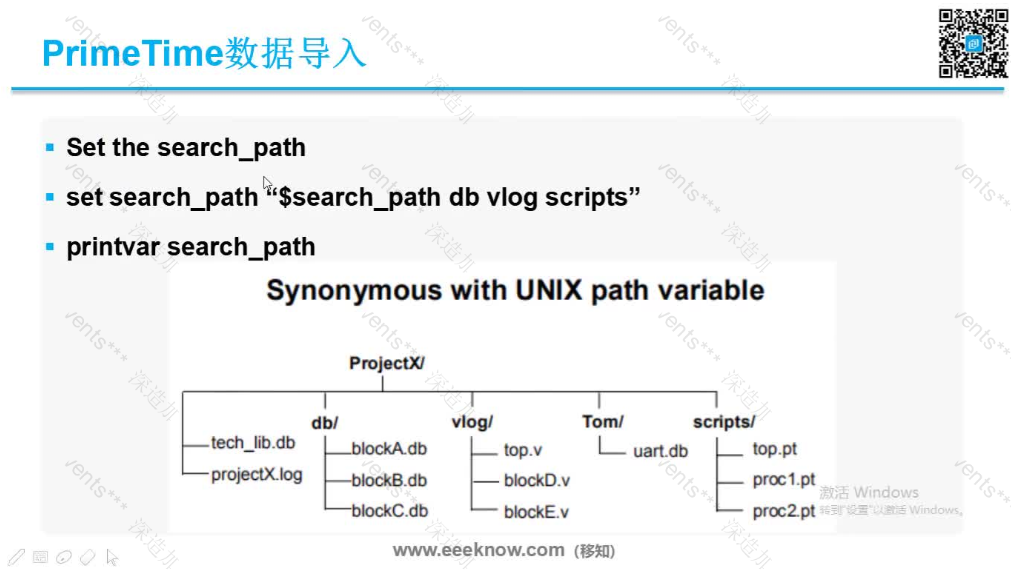 PrimeTime数据导入
Set the search_path
set search_path “$search_path db vlog scripts”
printvar search_path
Synonymous with UNIX path variable
ProjectX/
db/
vlog/
Tom/
scripts/
tech_lib.db
projectX.log
blockA.db
blockB.db
blockC.db
top.v
blockD.v
blockE.v
uart.db
top.pt
proc1.pt
proc2.pt
激活 Windows
转到"设置"以激活 Windows。
www.eeeknow.com（移知）